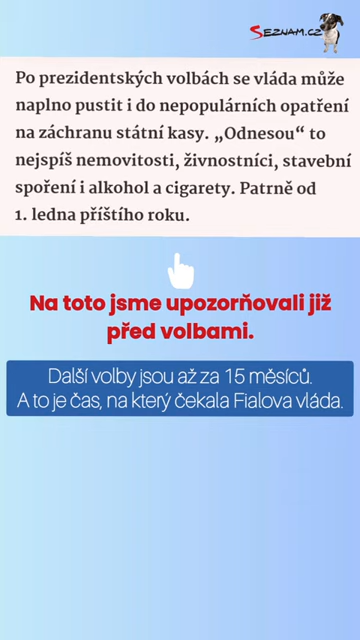 SEZNAM.CZ
Po prezidentských volbách se vláda může
naplno pustit i do nepopulárních opatření
na záchranu státní kasy. „Odnesou“ to
nejspíš nemovitosti, živnostníci, stavební
spoření i alkohol a cigarety. Patrně od
1. ledna příštího roku.
Na toto jsme upozorňovali již
před volbami.
Další volby jsou až za 15 měsíců.
A to je čas, na který čekala Fialova vláda.